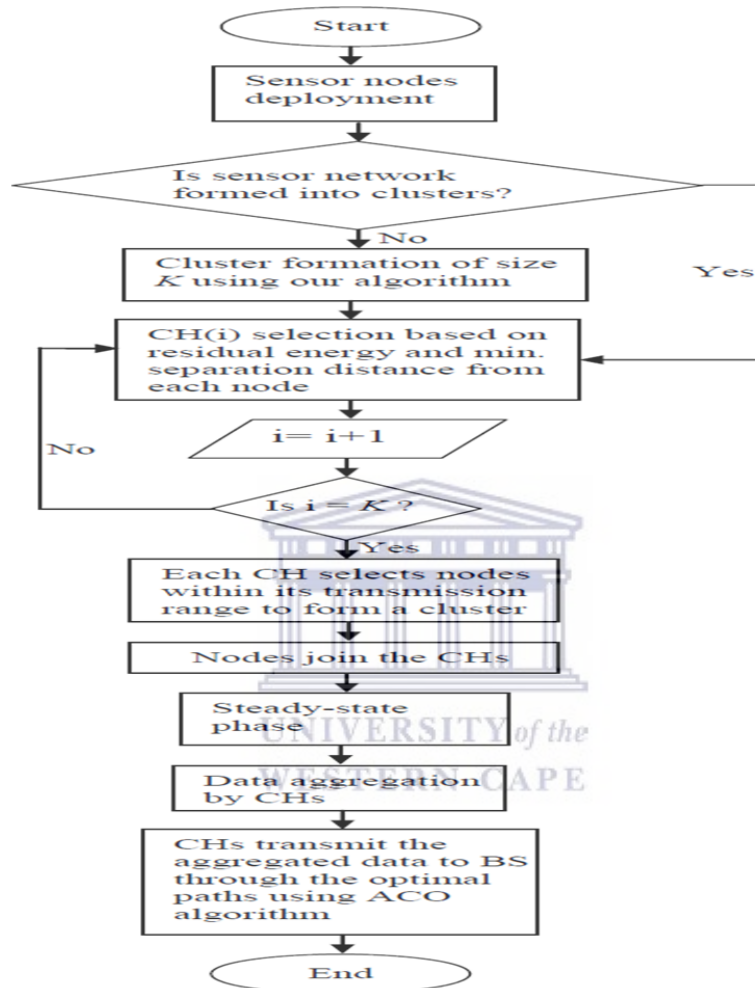 Start
Sensor nodes
deployment
Is sensor network
formed into clusters?
No
Yes
Cluster formation of size
K using our algorithm
CH(i) selection based on
residual energy and min.
separation distance from
each node
i= i+1
No
Is i = K ?
Yes
Each CH selects nodes
within its transmission
range to form a cluster
Nodes join the CHs
Steady-state
phase
UNIVERSITY of the
Data aggregation
by CHs
WESTERN CAPE
CHs transmit the
aggregated data to BS
through the optimal
paths using ACO
algorithm
End